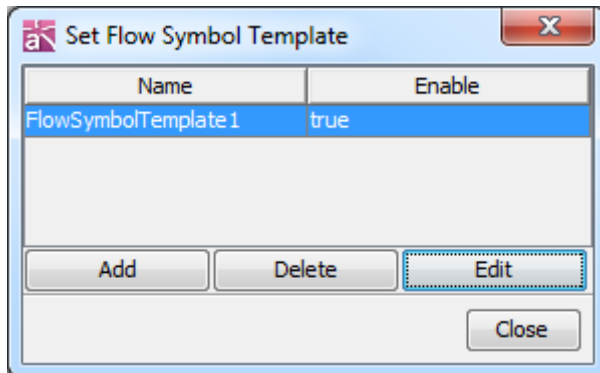 Set Flow Symbol Template
Name Enable
FlowSymbolTemplate1 true
Add Delete Edit
Close